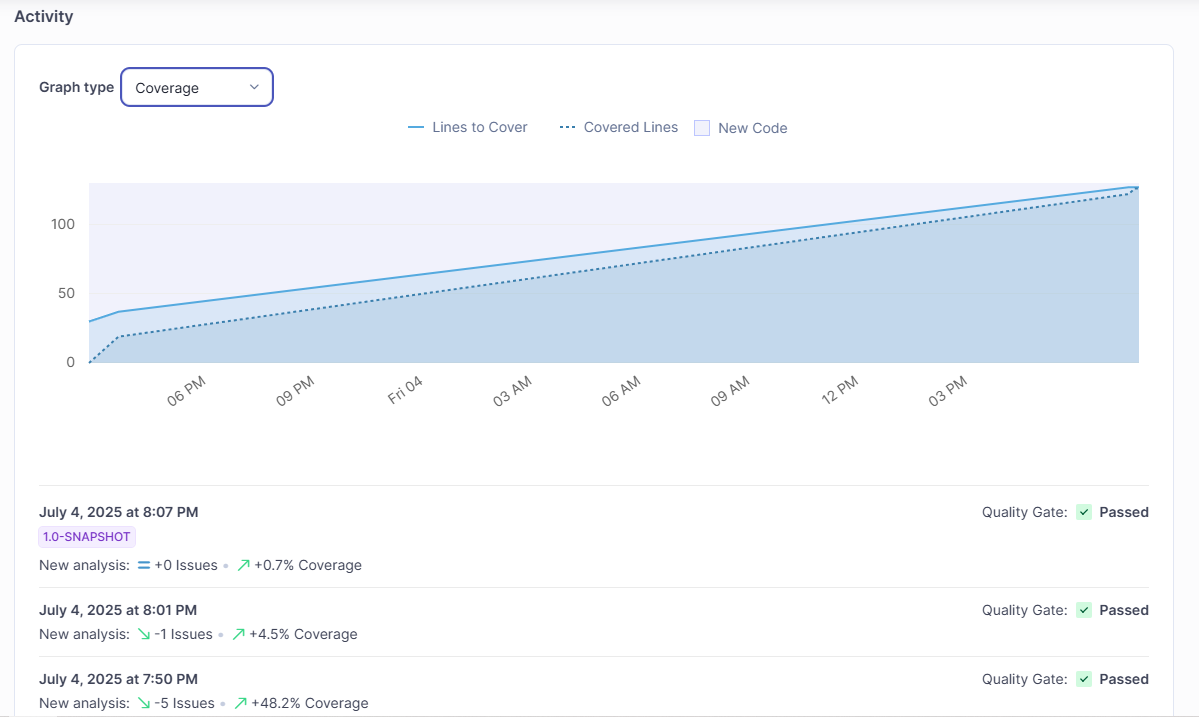 Activity
Graph type Coverage
Lines to Cover Covered Lines New Code
100
50
0
06 PM 09 PM Fri 04 03 AM 06 AM 09 AM 12 PM 03 PM
July 4, 2025 at 8:07 PM Quality Gate: Passed
1.0-SNAPSHOT
New analysis: +0 Issues +0.7% Coverage
July 4, 2025 at 8:01 PM Quality Gate: Passed
New analysis: -1 Issues +4.5% Coverage
July 4, 2025 at 7:50 PM Quality Gate: Passed
New analysis: -5 Issues +48.2% Coverage